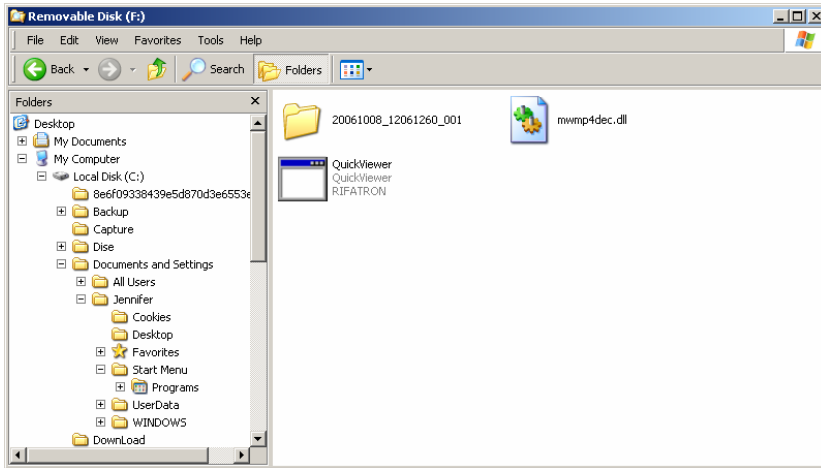 Removable Disk (F:)
File Edit View Favorites Tools Help
Back Search Folders
Folders
Desktop
My Documents
My Computer
Local Disk (C:)
8e6f09338439e5d870d3e6553e
Backup
Capture
Dise
Documents and Settings
All Users
Jennifer
Cookies
Desktop
Favorites
Start Menu
Programs
UserData
WINDOWS
DownLoad
20061008_12061260_001
mwmp4dec.dll
QuickViewer
QuickViewer
RIFATRON